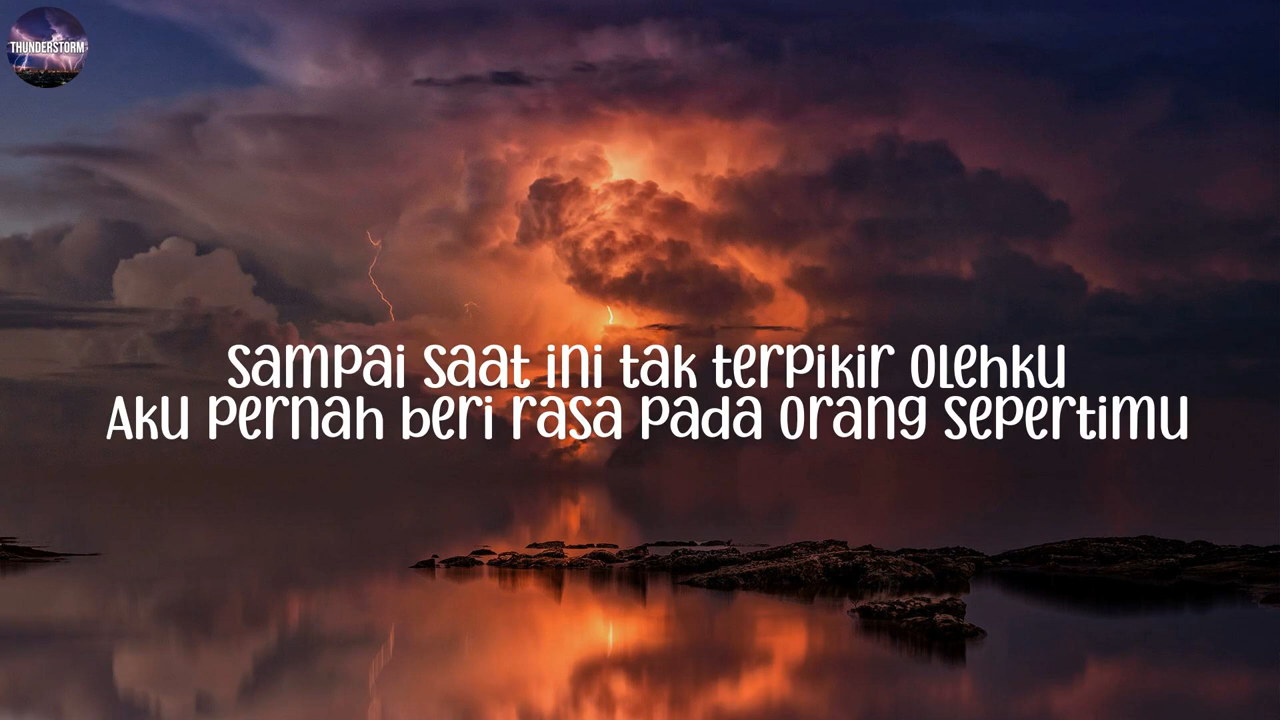 THUNDERSTORM
sampai saat ini tak terpikir olehku
Aku pernah beri rasa pada orang sepertimu